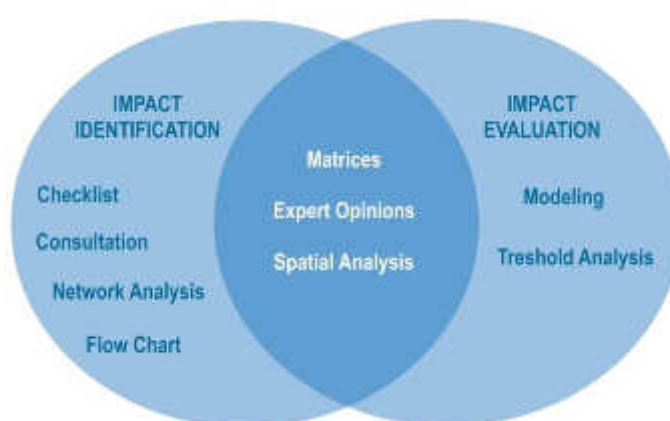 IMPACT
IDENTIFICATION
Checklist
Consultation
Network Analysis
Flow Chart
Matrices
Expert Opinions
Spatial Analysis
IMPACT
EVALUATION
Modeling
Treshold Analysis